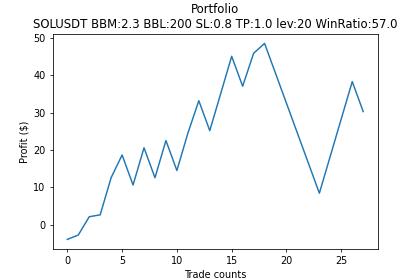 Portfolio
SOLUSDT BBM:2.3 BBL:200 SL:0.8 TP:1.0 lev:20 WinRatio:57.0
50
40
30
20
10
0
Profit ($)
0 5 10 15 20 25
Trade counts